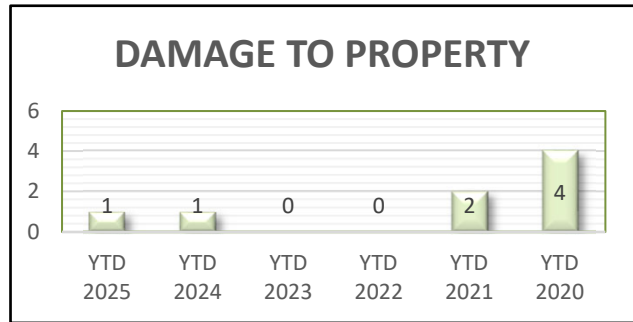 DAMAGE TO PROPERTY
6
4
2
0
1 1 0 0 2 4
YTD YTD YTD YTD YTD YTD
2025 2024 2023 2022 2021 2020